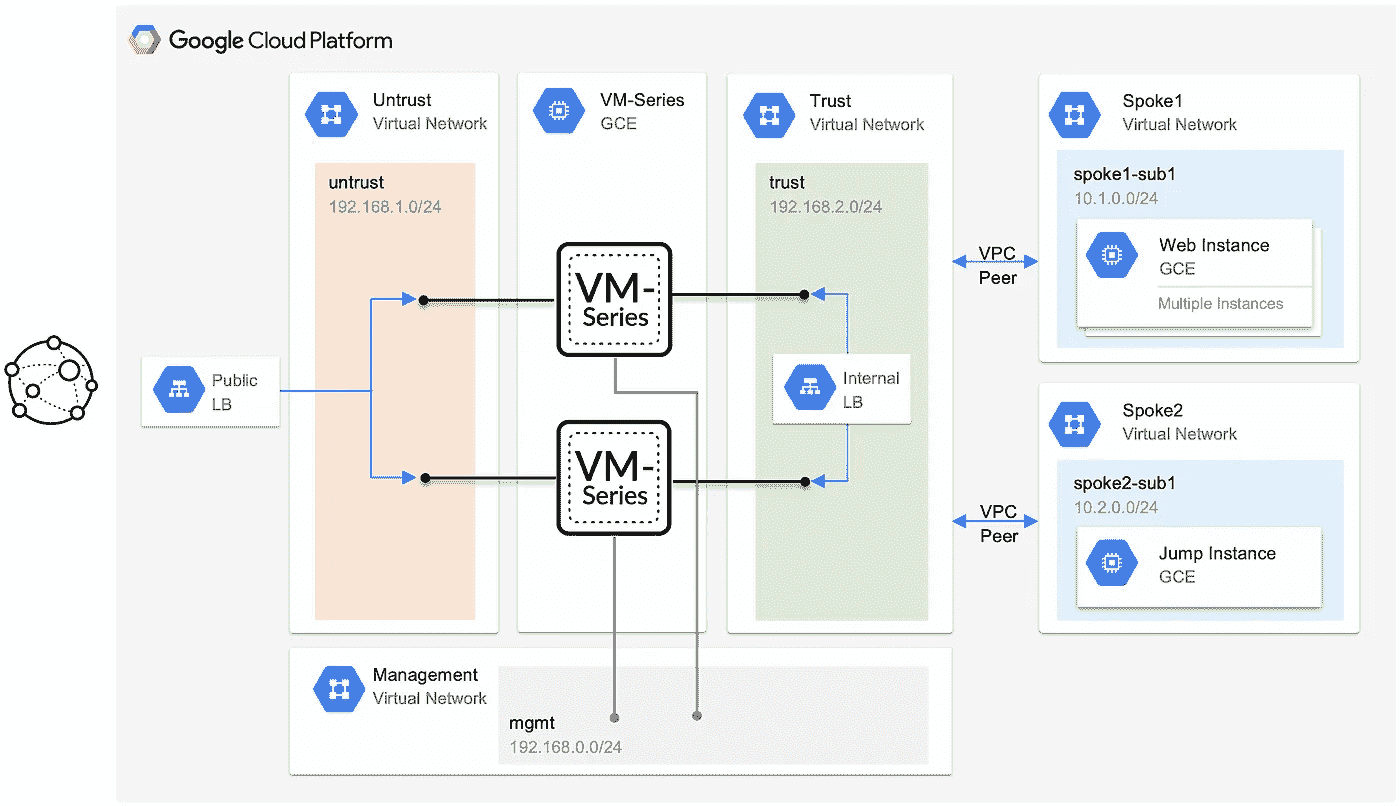 Google Cloud Platform
Untrust
Virtual Network
untrust
192.168.1.0/24
VM-Series
GCE
Trust
Virtual Network
trust
192.168.2.0/24
Spoke1
Virtual Network
spoke1-sub1
10.1.0.0/24
Web Instance
GCE
Multiple Instances
VPC
Peer
VM-
Series
Public
LB
Internal
LB
VM-
Series
Spoke2
Virtual Network
spoke2-sub1
10.2.0.0/24
Jump Instance
GCE
VPC
Peer
Management
Virtual Network
mgmt
192.168.0.0/24